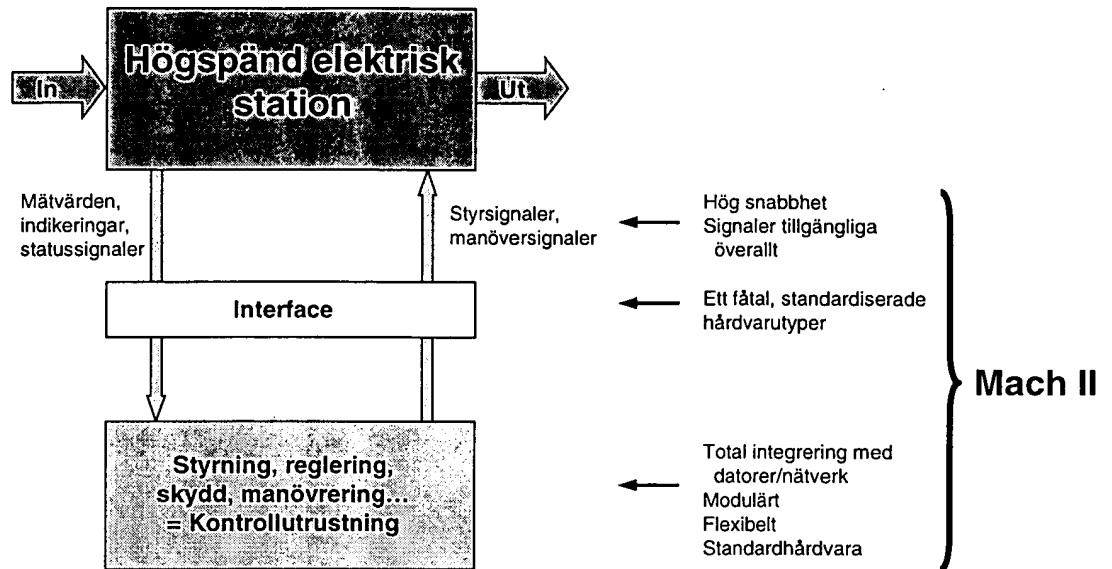 Högspänd elektrisk
station
In
Ut
Mätvärden,
indikeringar,
statussignaler
Styrsignaler,
manöversignaler
Hög snabbhet
Signaler tillgängliga
överallt
Interface
Ett fåtal, standardiserade
hårdvarutyper
Mach II
Styrning, reglering,
skydd, manövrering...
= Kontrollutrustning
Total integrering med
datorer/nätverk
Modulärt
Flexibelt
Standardhårdvara